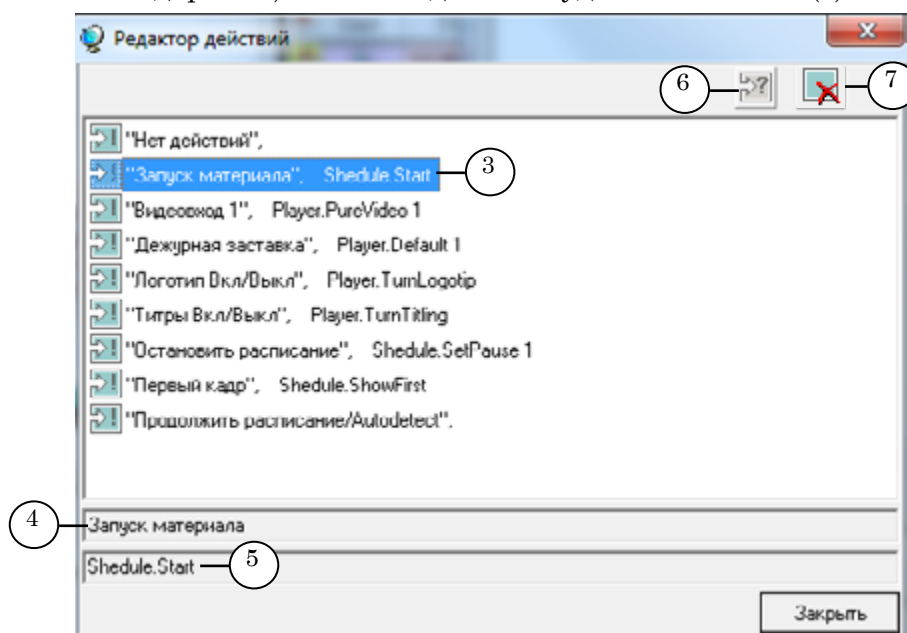 Редактор действий
6
7
"Нет действий",
"Запуск материала", Shedule.Start
3
"Видеовход 1", Player.PureVideo 1
"Дежурная заставка", Player.Default 1
"Логотип Вкл/Выкл", Player.TurnLogotip
"Титры Вкл/Выкл", Player.TurnTitling
"Остановить расписание", Shedule.SetPause 1
"Первый кадр", Shedule.ShowFirst
"Продолжить расписание/Autodetect",
4
Запуск материала
Shedule.Start
5
Закрыть